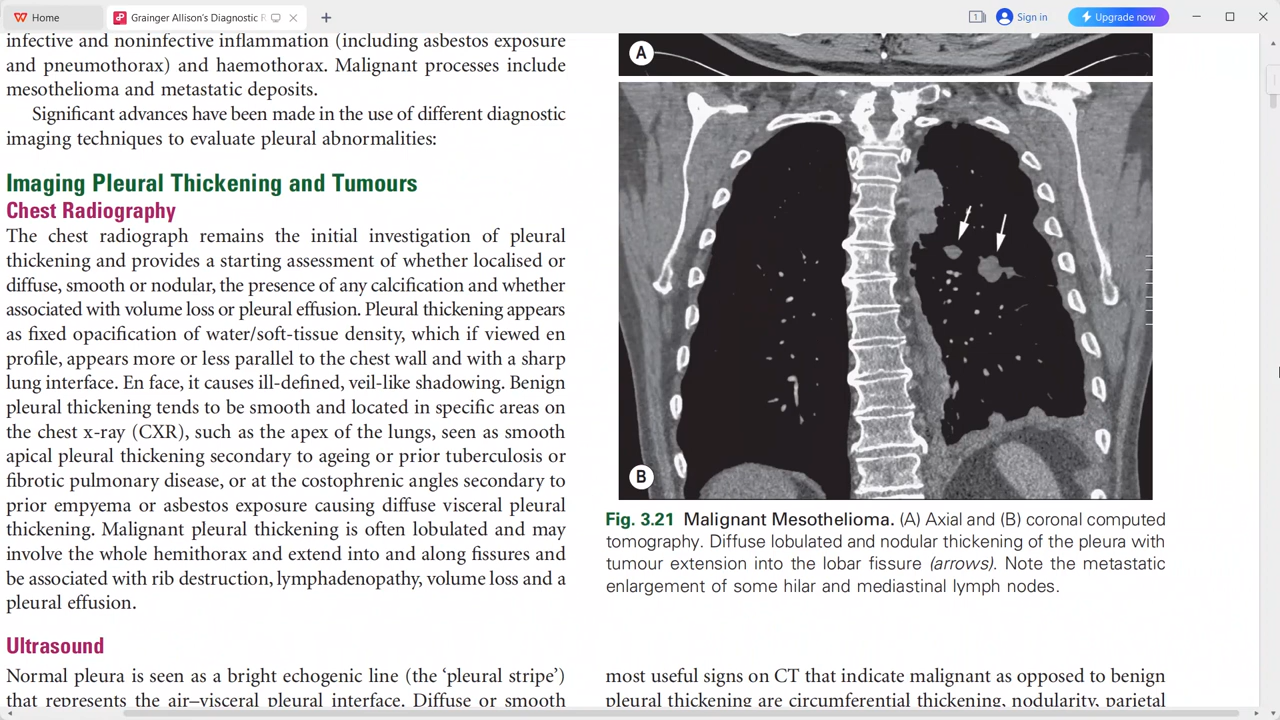 Home
Grainger Allison's Diagnostic R
1
Sign in
Upgrade now
infective and noninfective inflammation (including asbestos exposure
and pneumothorax) and haemothorax. Malignant processes include
mesothelioma and metastatic deposits.
Significant advances have been made in the use of different diagnostic
imaging techniques to evaluate pleural abnormalities:
Imaging Pleural Thickening and Tumours
Chest Radiography
The chest radiograph remains the initial investigation of pleural
thickening and provides a starting assessment of whether localised or
diffuse, smooth or nodular, the presence of any calcification and whether
associated with volume loss or pleural effusion. Pleural thickening appears
as fixed opacification of water/soft-tissue density, which if viewed en
profile, appears more or less parallel to the chest wall and with a sharp
lung interface. En face, it causes ill-defined, veil-like shadowing. Benign
pleural thickening tends to be smooth and located in specific areas on
the chest x-ray (CXR), such as the apex of the lungs, seen as smooth
apical pleural thickening secondary to ageing or prior tuberculosis or
fibrotic pulmonary disease, or at the costophrenic angles secondary to
prior empyema or asbestos exposure causing diffuse visceral pleural
thickening. Malignant pleural thickening is often lobulated and may
involve the whole hemithorax and extend into and along fissures and
be associated with rib destruction, lymphadenopathy, volume loss and a
pleural effusion.
Ultrasound
Normal pleura is seen as a bright echogenic line (the ‘pleural stripe’)
that represents the air–visceral pleural interface. Diffuse or smooth
A
B
Fig. 3.21 Malignant Mesothelioma. (A) Axial and (B) coronal computed
tomography. Diffuse lobulated and nodular thickening of the pleura with
tumour extension into the lobar fissure (arrows). Note the metastatic
enlargement of some hilar and mediastinal lymph nodes.
most useful signs on CT that indicate malignant as opposed to benign
pleural thickening are circumferential thickening, nodularity, parietal